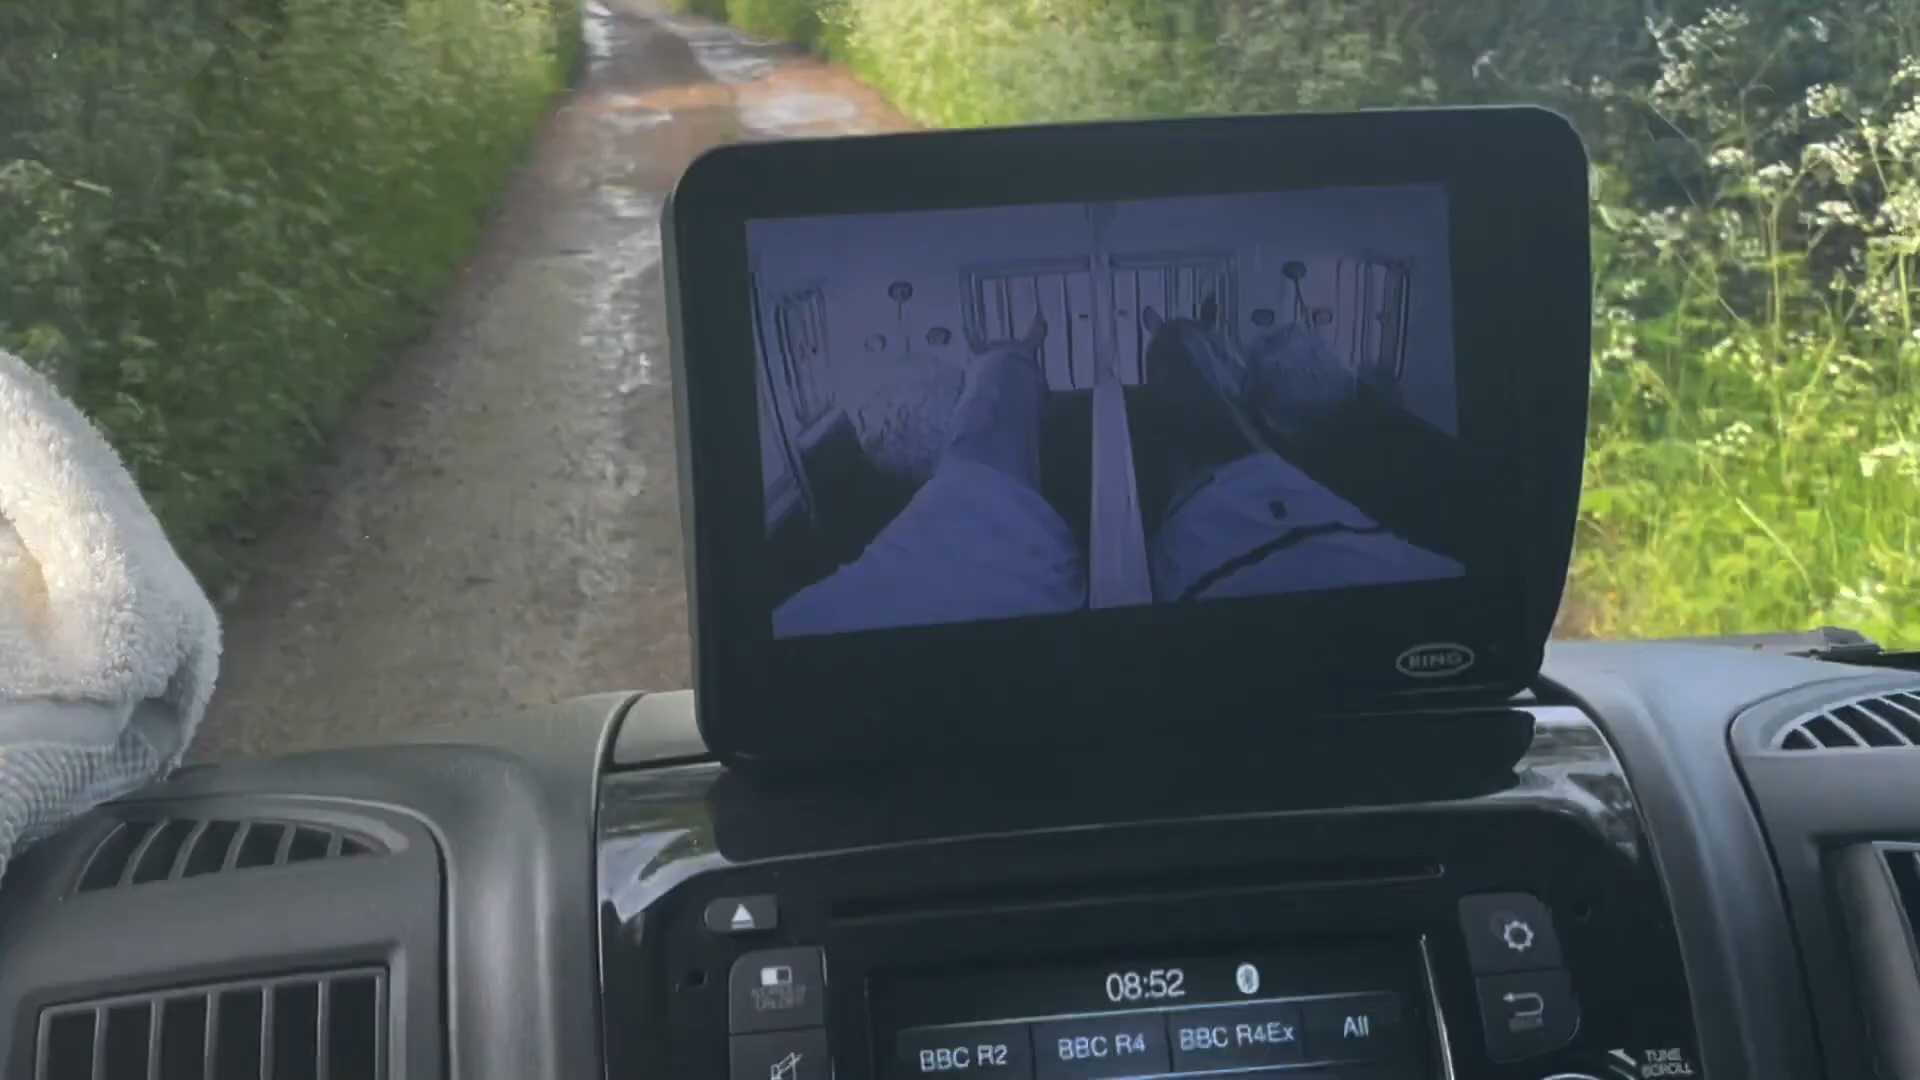 RING
08:52
BBC R2 BBC R4 BBC R4Ex All
TUNE
SCROLL